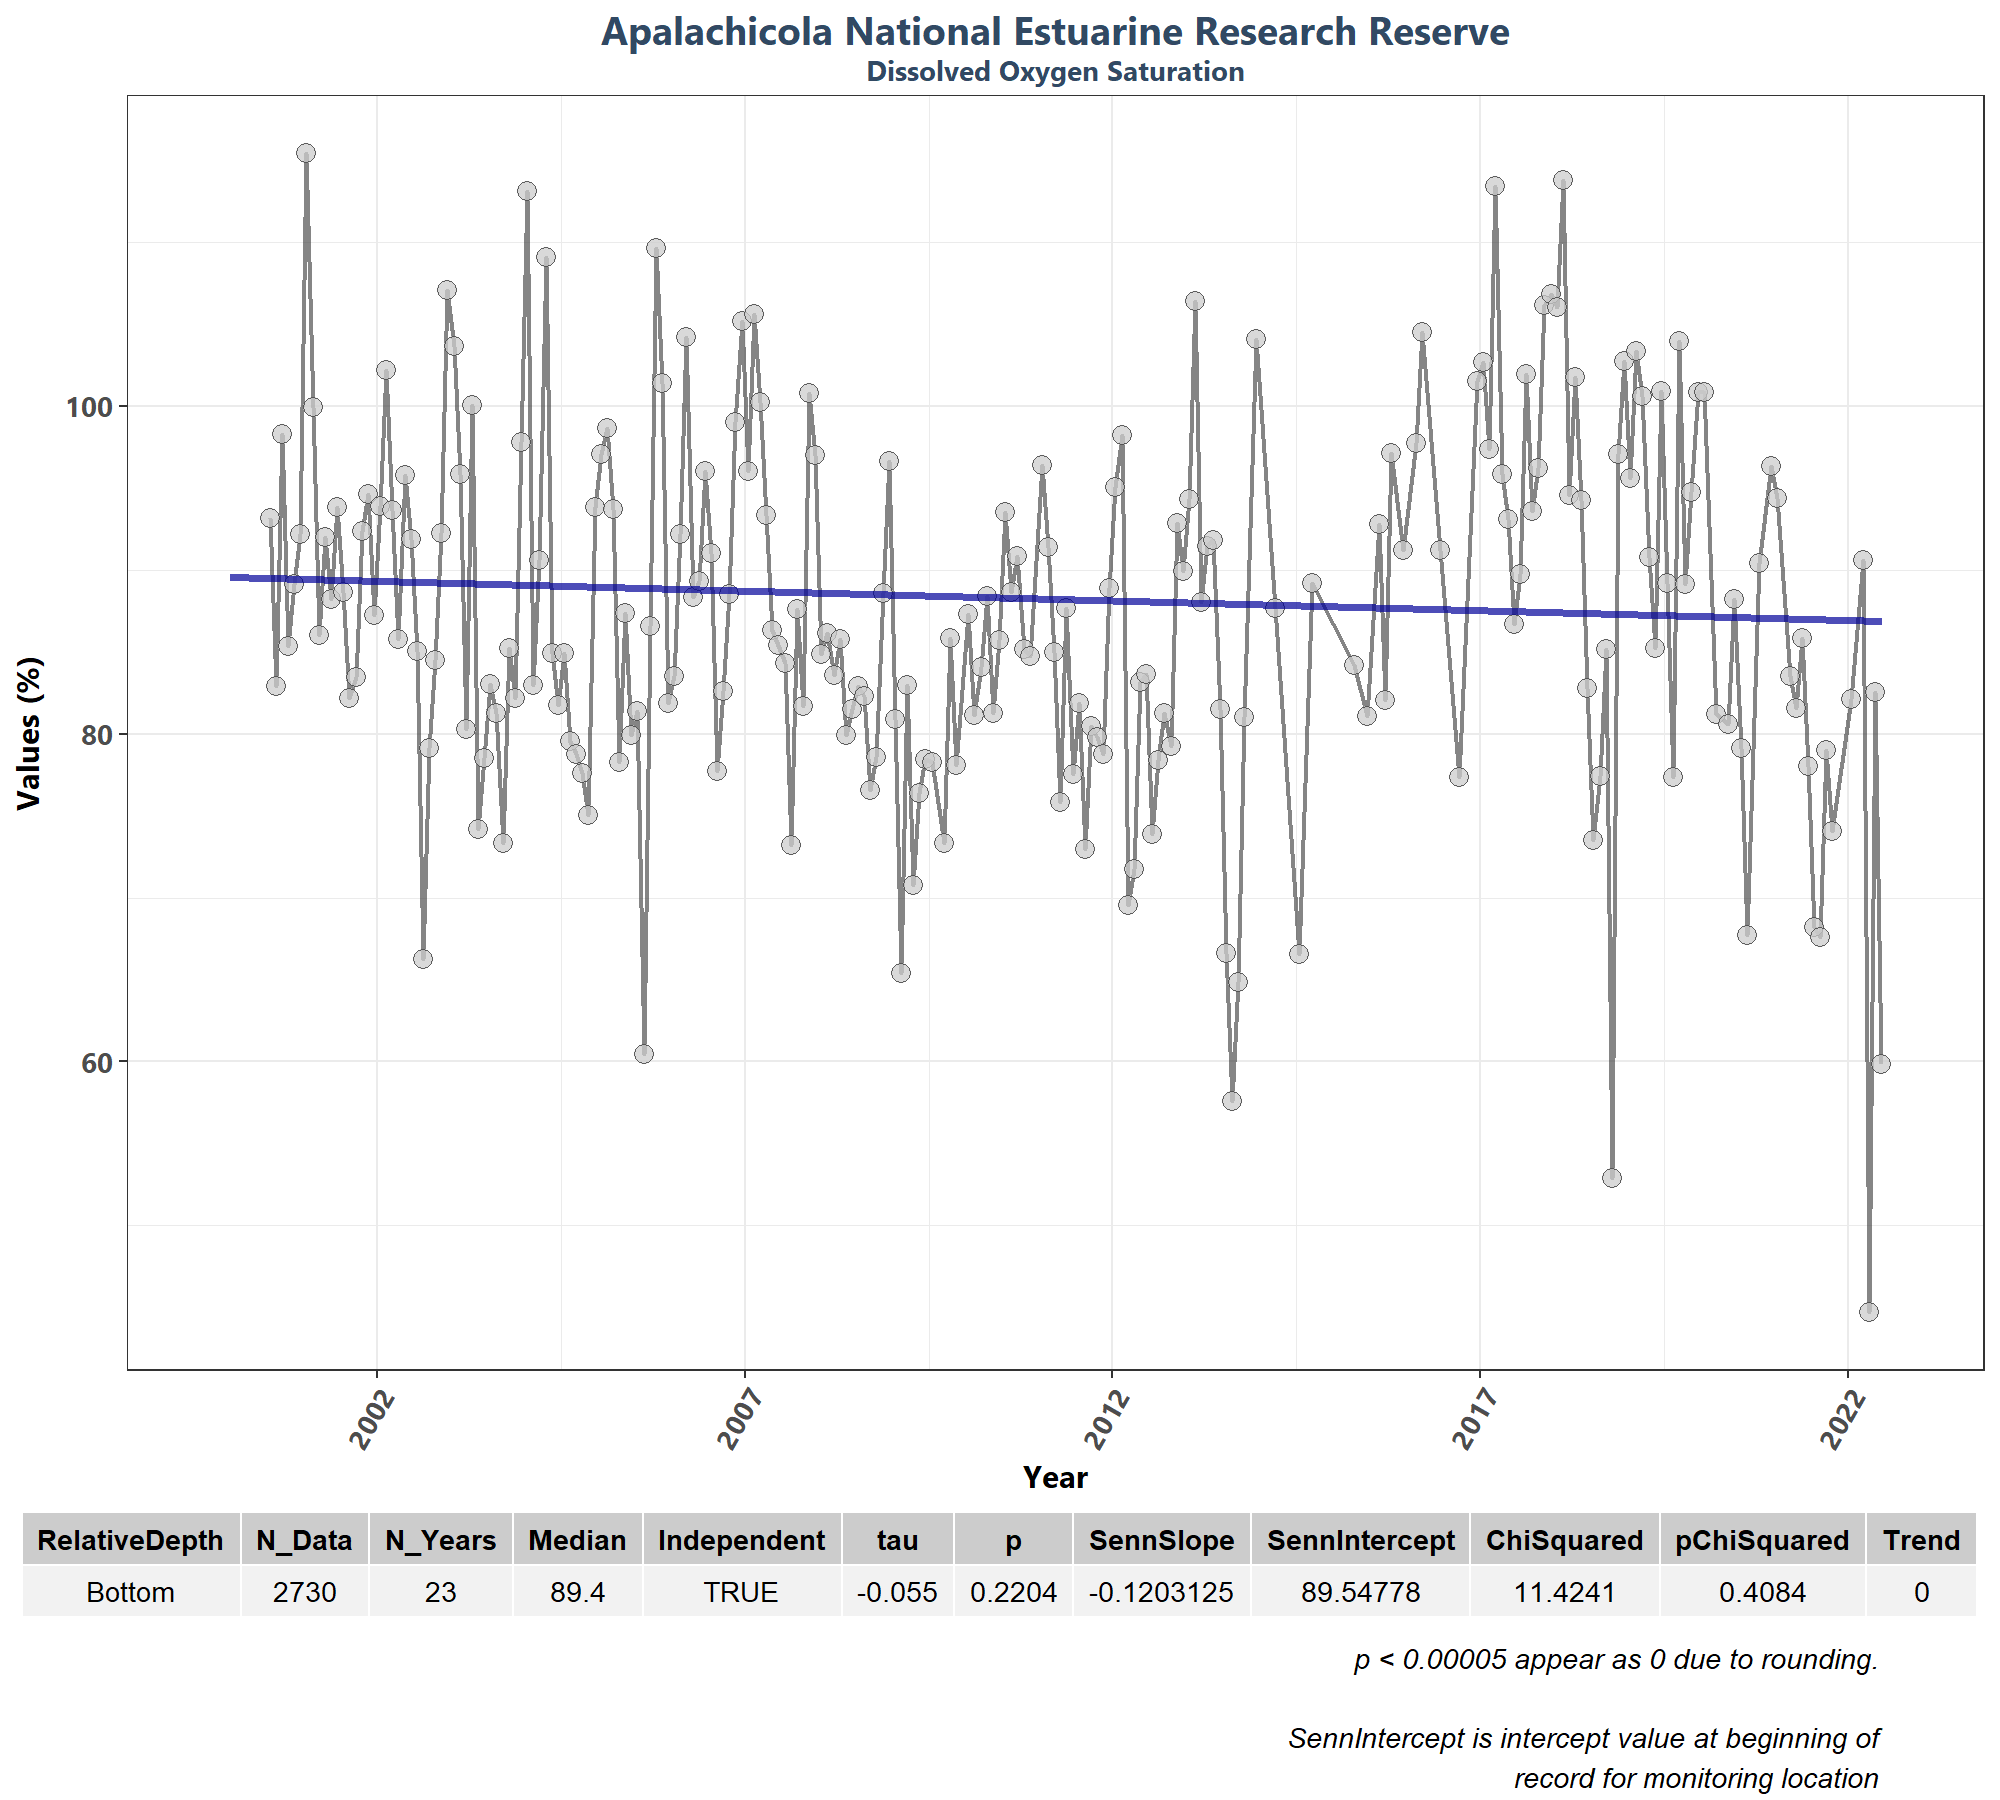 Apalachicola National Estuarine Research Reserve
Dissolved Oxygen Saturation
Values (%)
100
80
60
2002
2007
2012
2017
2022
Year
RelativeDepth N_Data N_Years Median Independent tau p SennSlope SennIntercept ChiSquared pChiSquared Trend
Bottom 2730 23 89.4 TRUE -0.055 0.2204 -0.1203125 89.54778 11.4241 0.4084 0
p < 0.00005 appear as 0 due to rounding.
SennIntercept is intercept value at beginning of
record for monitoring location